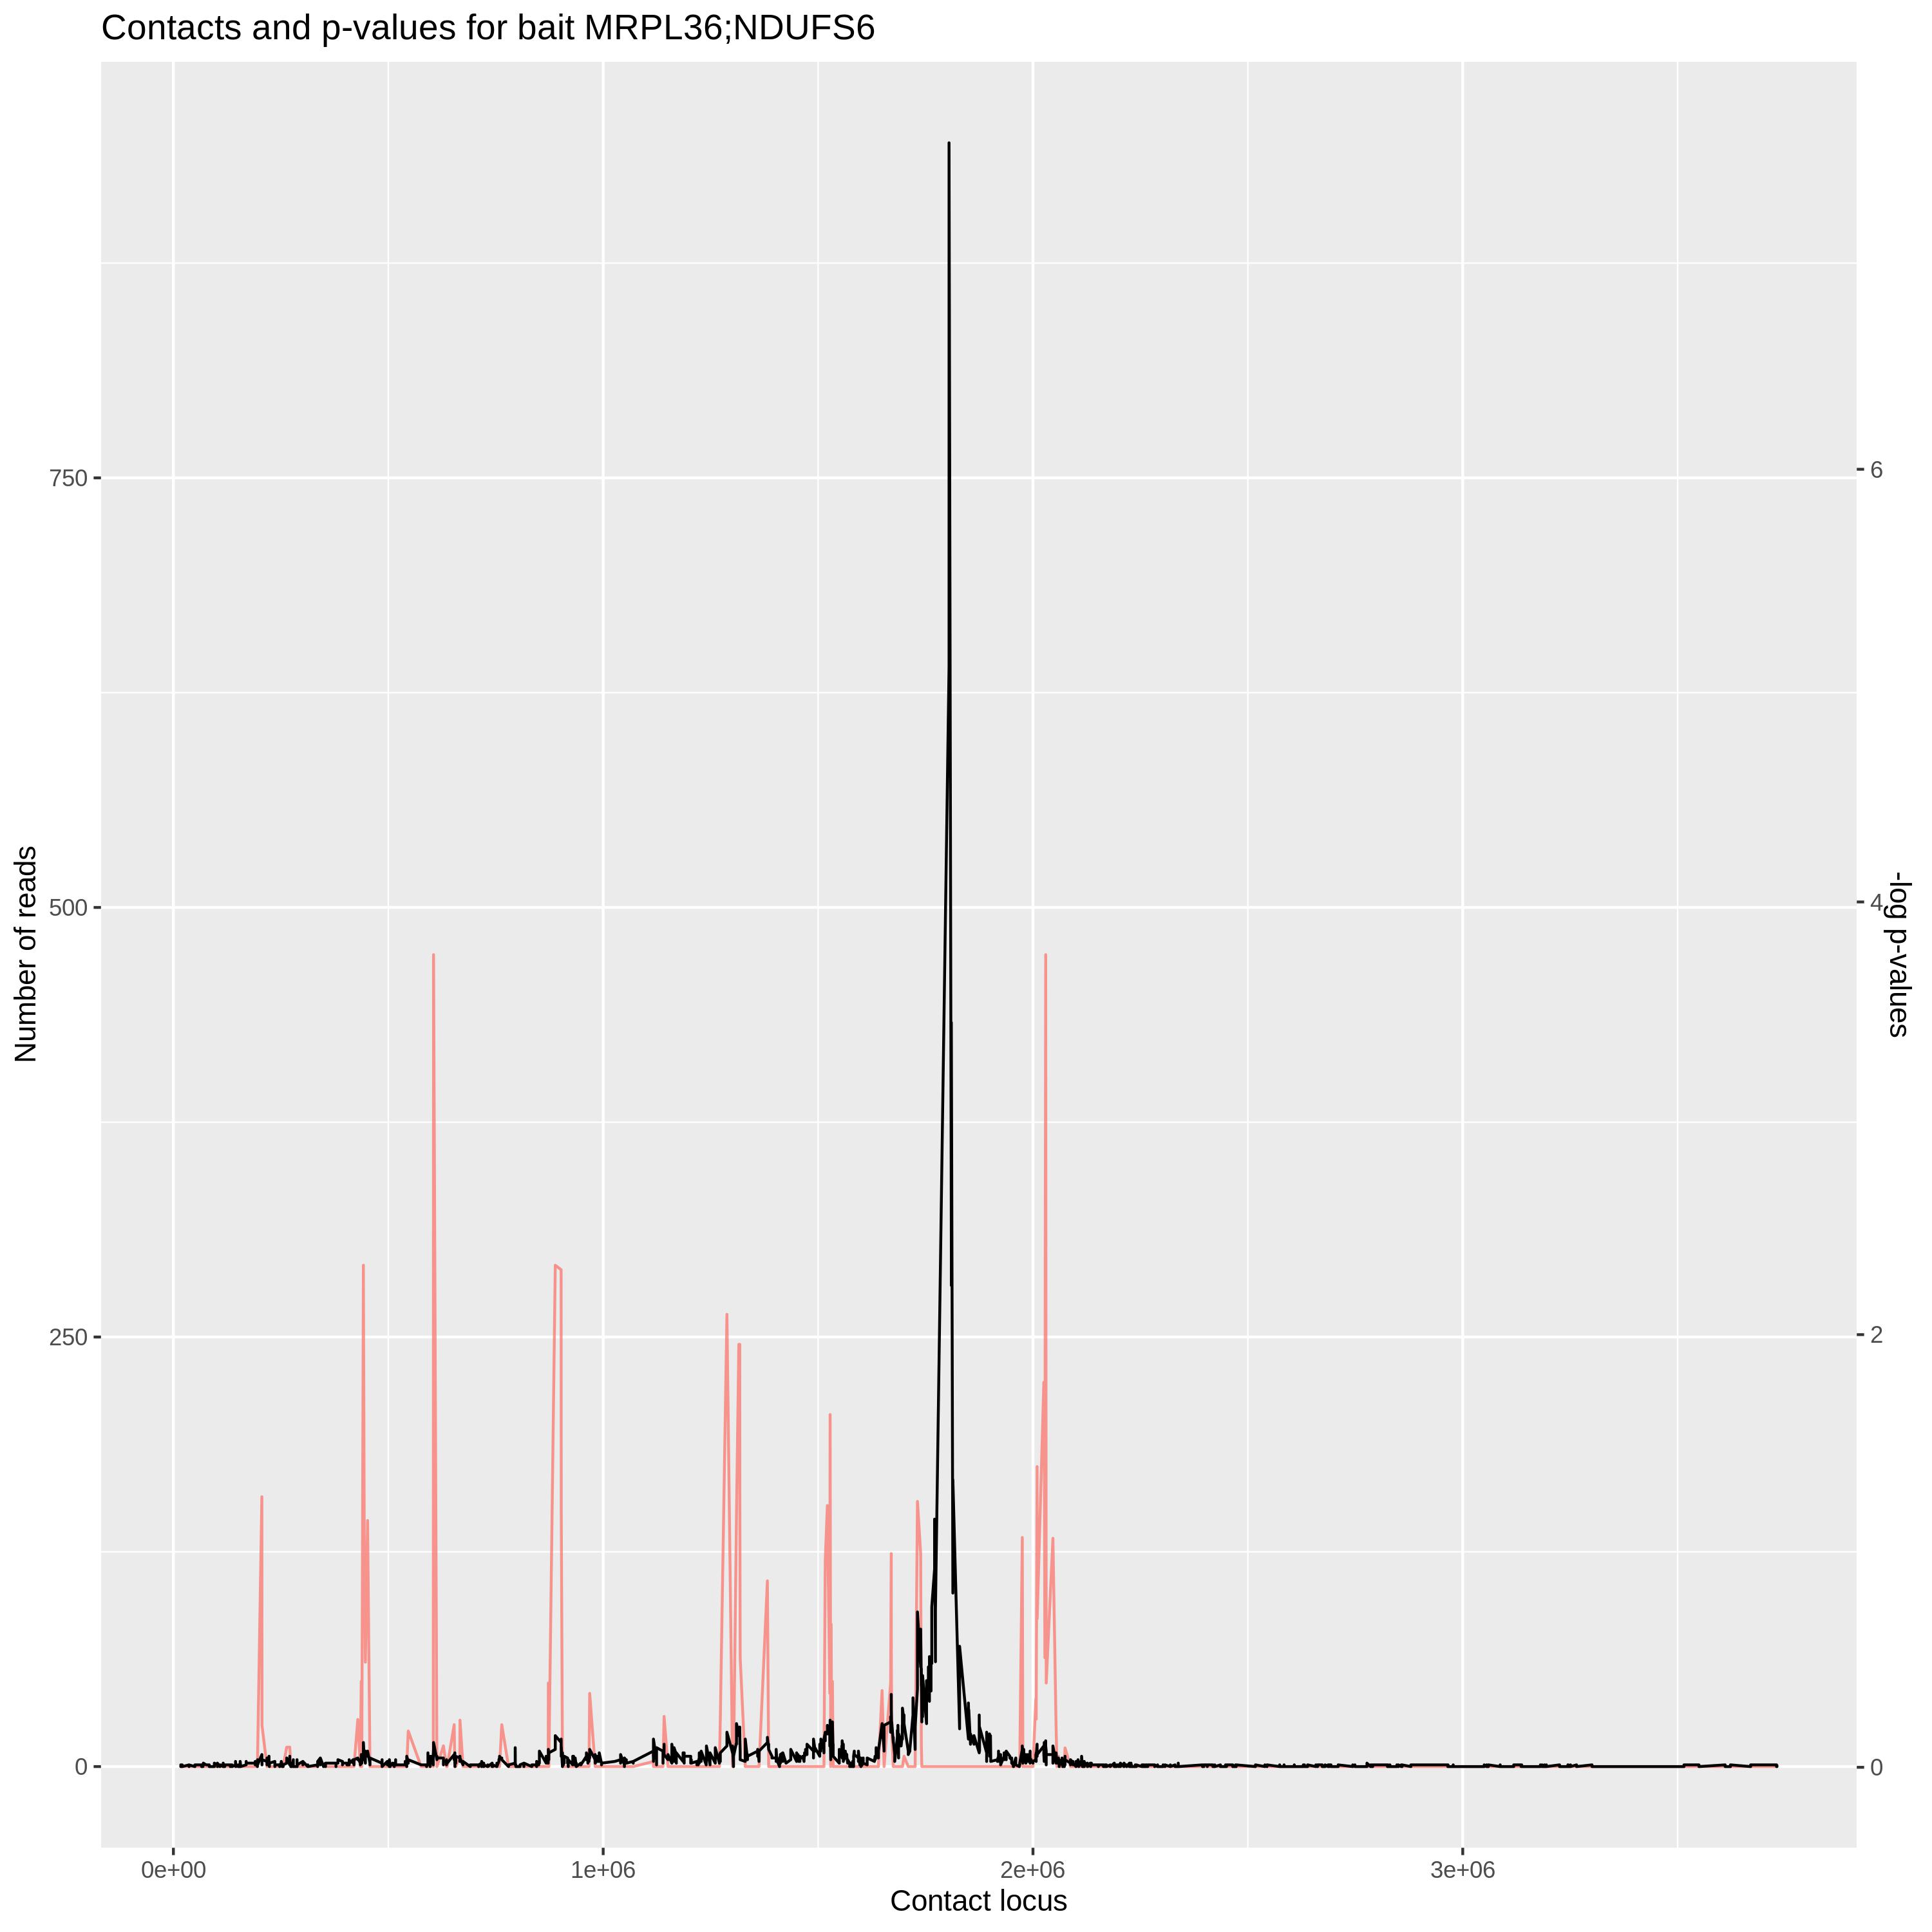 Contacts and p-values for bait MRPL36;NDUFS6
Number of reads
750
500
250
0
6
4
2
0
-log p-values
0e+00
1e+06
2e+06
3e+06
Contact locus